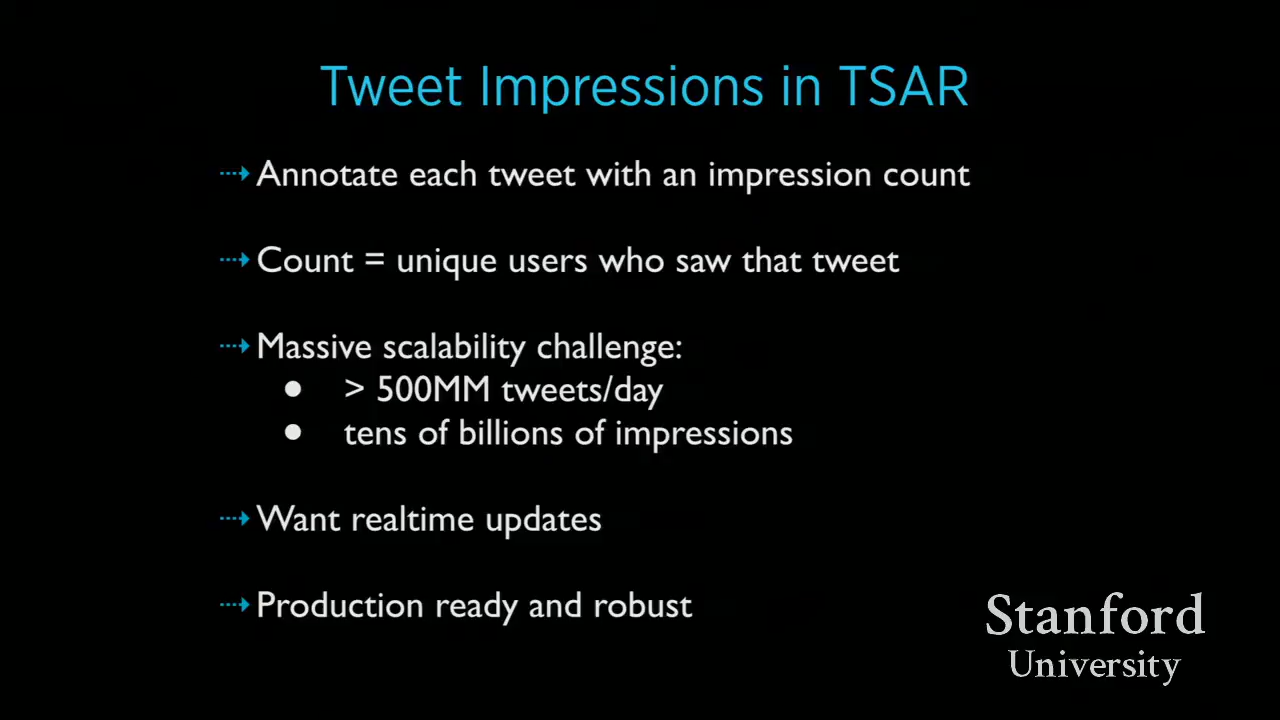 Tweet Impressions in TSAR
Annotate each tweet with an impression count
Count = unique users who saw that tweet
Massive scalability challenge:
● > 500MM tweets/day
● tens of billions of impressions
Want realtime updates
Production ready and robust
Stanford
University